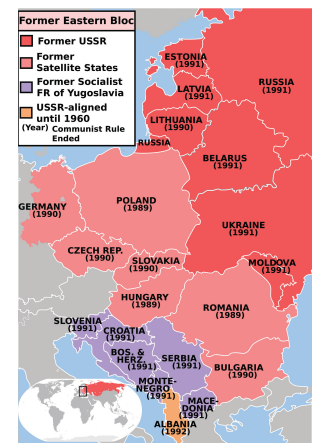 Former Eastern Bloc
Former USSR
Former
Satellite States
Former Socialist
FR of Yugoslavia
USSR-aligned
until 1960
(Year) Communist Rule
Ended
ESTONIA
(1991)
RUSSIA
(1991)
LATVIA
(1991)
LITHUANIA
(1990)
RUSSIA
BELARUS
(1991)
POLAND
(1989)
GERMANY
(1990)
UKRAINE
(1991)
CZECH REP.
(1990)
SLOVAKIA
(1990)
MOLDOVA
(1991)
HUNGARY
(1989)
ROMANIA
(1989)
SLOVENIA
(1991)
CROATIA
(1991)
BOS. &
HERZ.
(1991)
SERBIA
(1991)
BULGARIA
(1990)
MONTE-
NEGRO
(1991)
MACE-
DONIA
(1991)
ALBANIA
(1992)